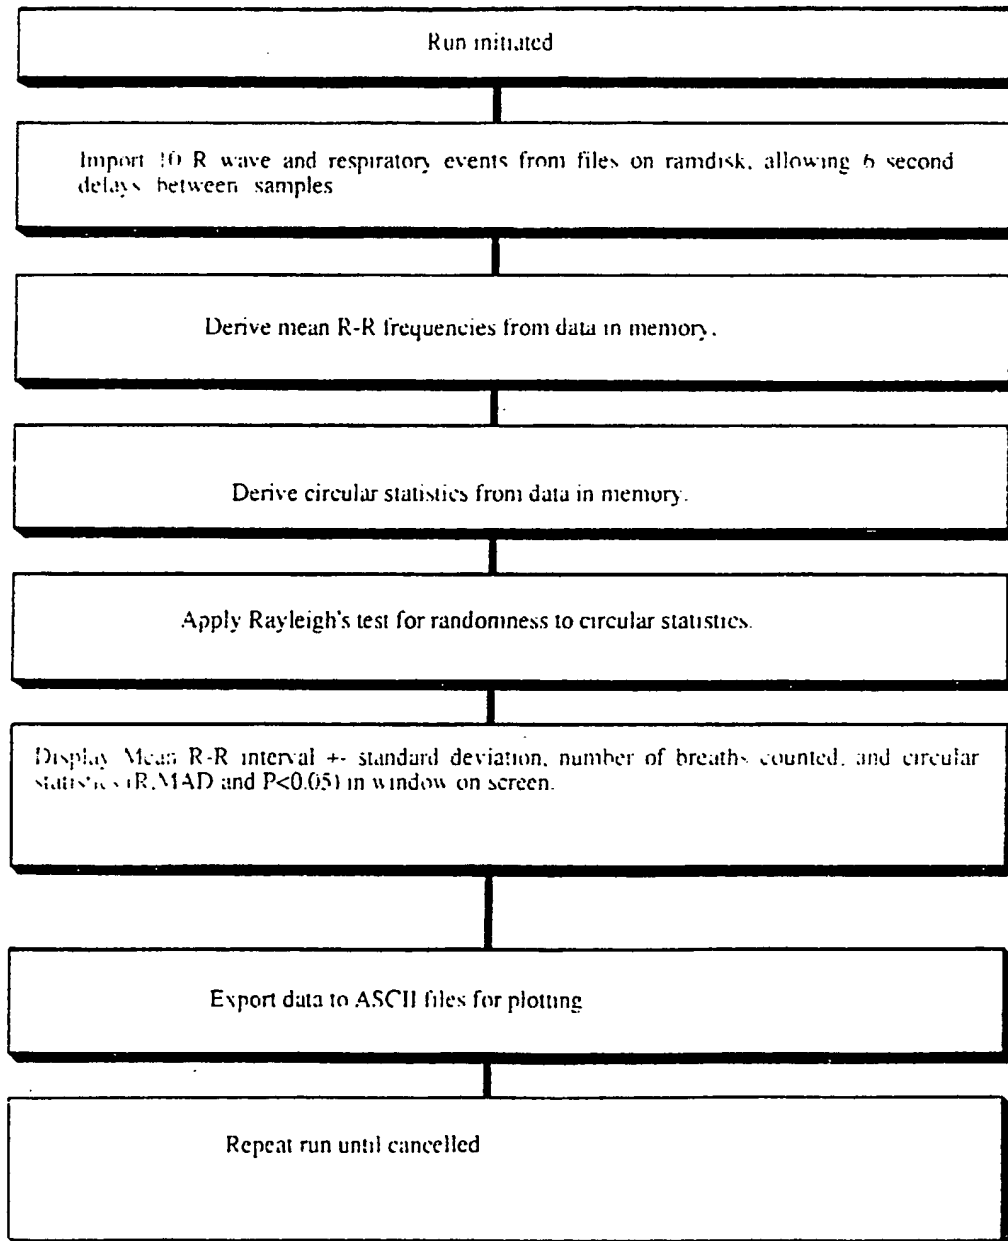 Run initiated
Import 10 R wave and respiratory events from files on ramdisk, allowing 6 second
delays between samples
Derive mean R-R frequencies from data in memory.
Derive circular statistics from data in memory.
Apply Rayleigh's test for randomness to circular statistics.
Display Mean R-R interval +- standard deviation, number of breaths counted, and circular
statistics (R,MAD and P<0.05) in window on screen.
Export data to ASCII files for plotting
Repeat run until cancelled